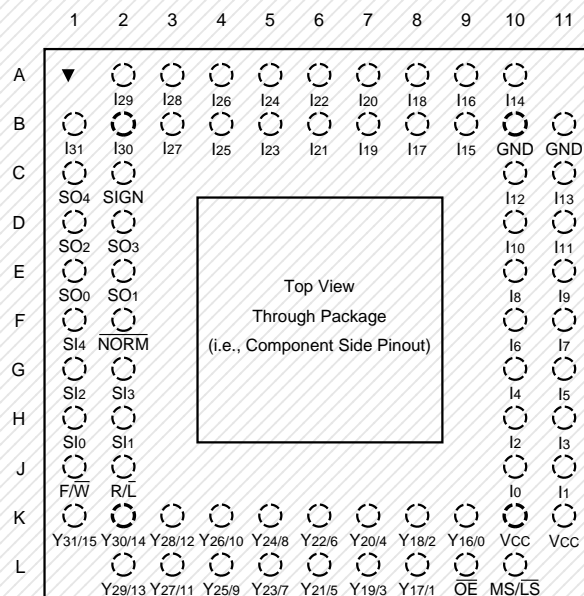 1 2 3 4 5 6 7 8 9 10 11
A
I29 I28 I26 I24 I22 I20 I18 I16 I14
B
I31 I30 I27 I25 I23 I21 I19 I17 I15 GND GND
C
SO4 SIGN I12 I13
D
SO2 SO3 I10 I11
E
SO0 SO1 I8 I9
Top View
Through Package
(i.e., Component Side Pinout)
F
SI4 N̅O̅R̅M̅ I6 I7
G
SI2 SI3 I4 I5
H
SI0 SI1 I2 I3
J
F/W̅ R/L̅ I0 I1
K
Y31/15 Y30/14 Y28/12 Y26/10 Y24/8 Y22/6 Y20/4 Y18/2 Y16/0 VCC VCC
L
Y29/13 Y27/11 Y25/9 Y23/7 Y21/5 Y19/3 Y17/1 O̅E̅ MS/L̅S̅